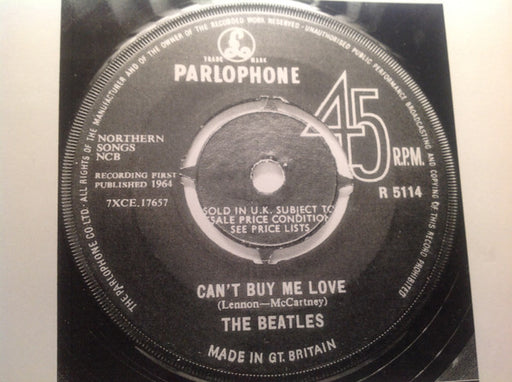 ALL RIGHTS OF THE MANUFACTURER AND OF THE OWNER OF THE RECORDED WORK RESERVED · UNAUTHORISED PUBLIC PERFORMANCE BROADCASTING AND COPYING OF THIS RECORD PROHIBITED
THE PARLOPHONE CO. LTD.
TRADE MARK
PARLOPHONE
45
R.P.M.
R 5114
NORTHERN
SONGS
NCB
RECORDING FIRST
PUBLISHED 1964
7XCE.17657
SOLD IN U.K. SUBJECT TO
RESALE PRICE CONDITIONS
SEE PRICE LISTS
CAN'T BUY ME LOVE
(Lennon—McCartney)
THE BEATLES
MADE IN GT. BRITAIN